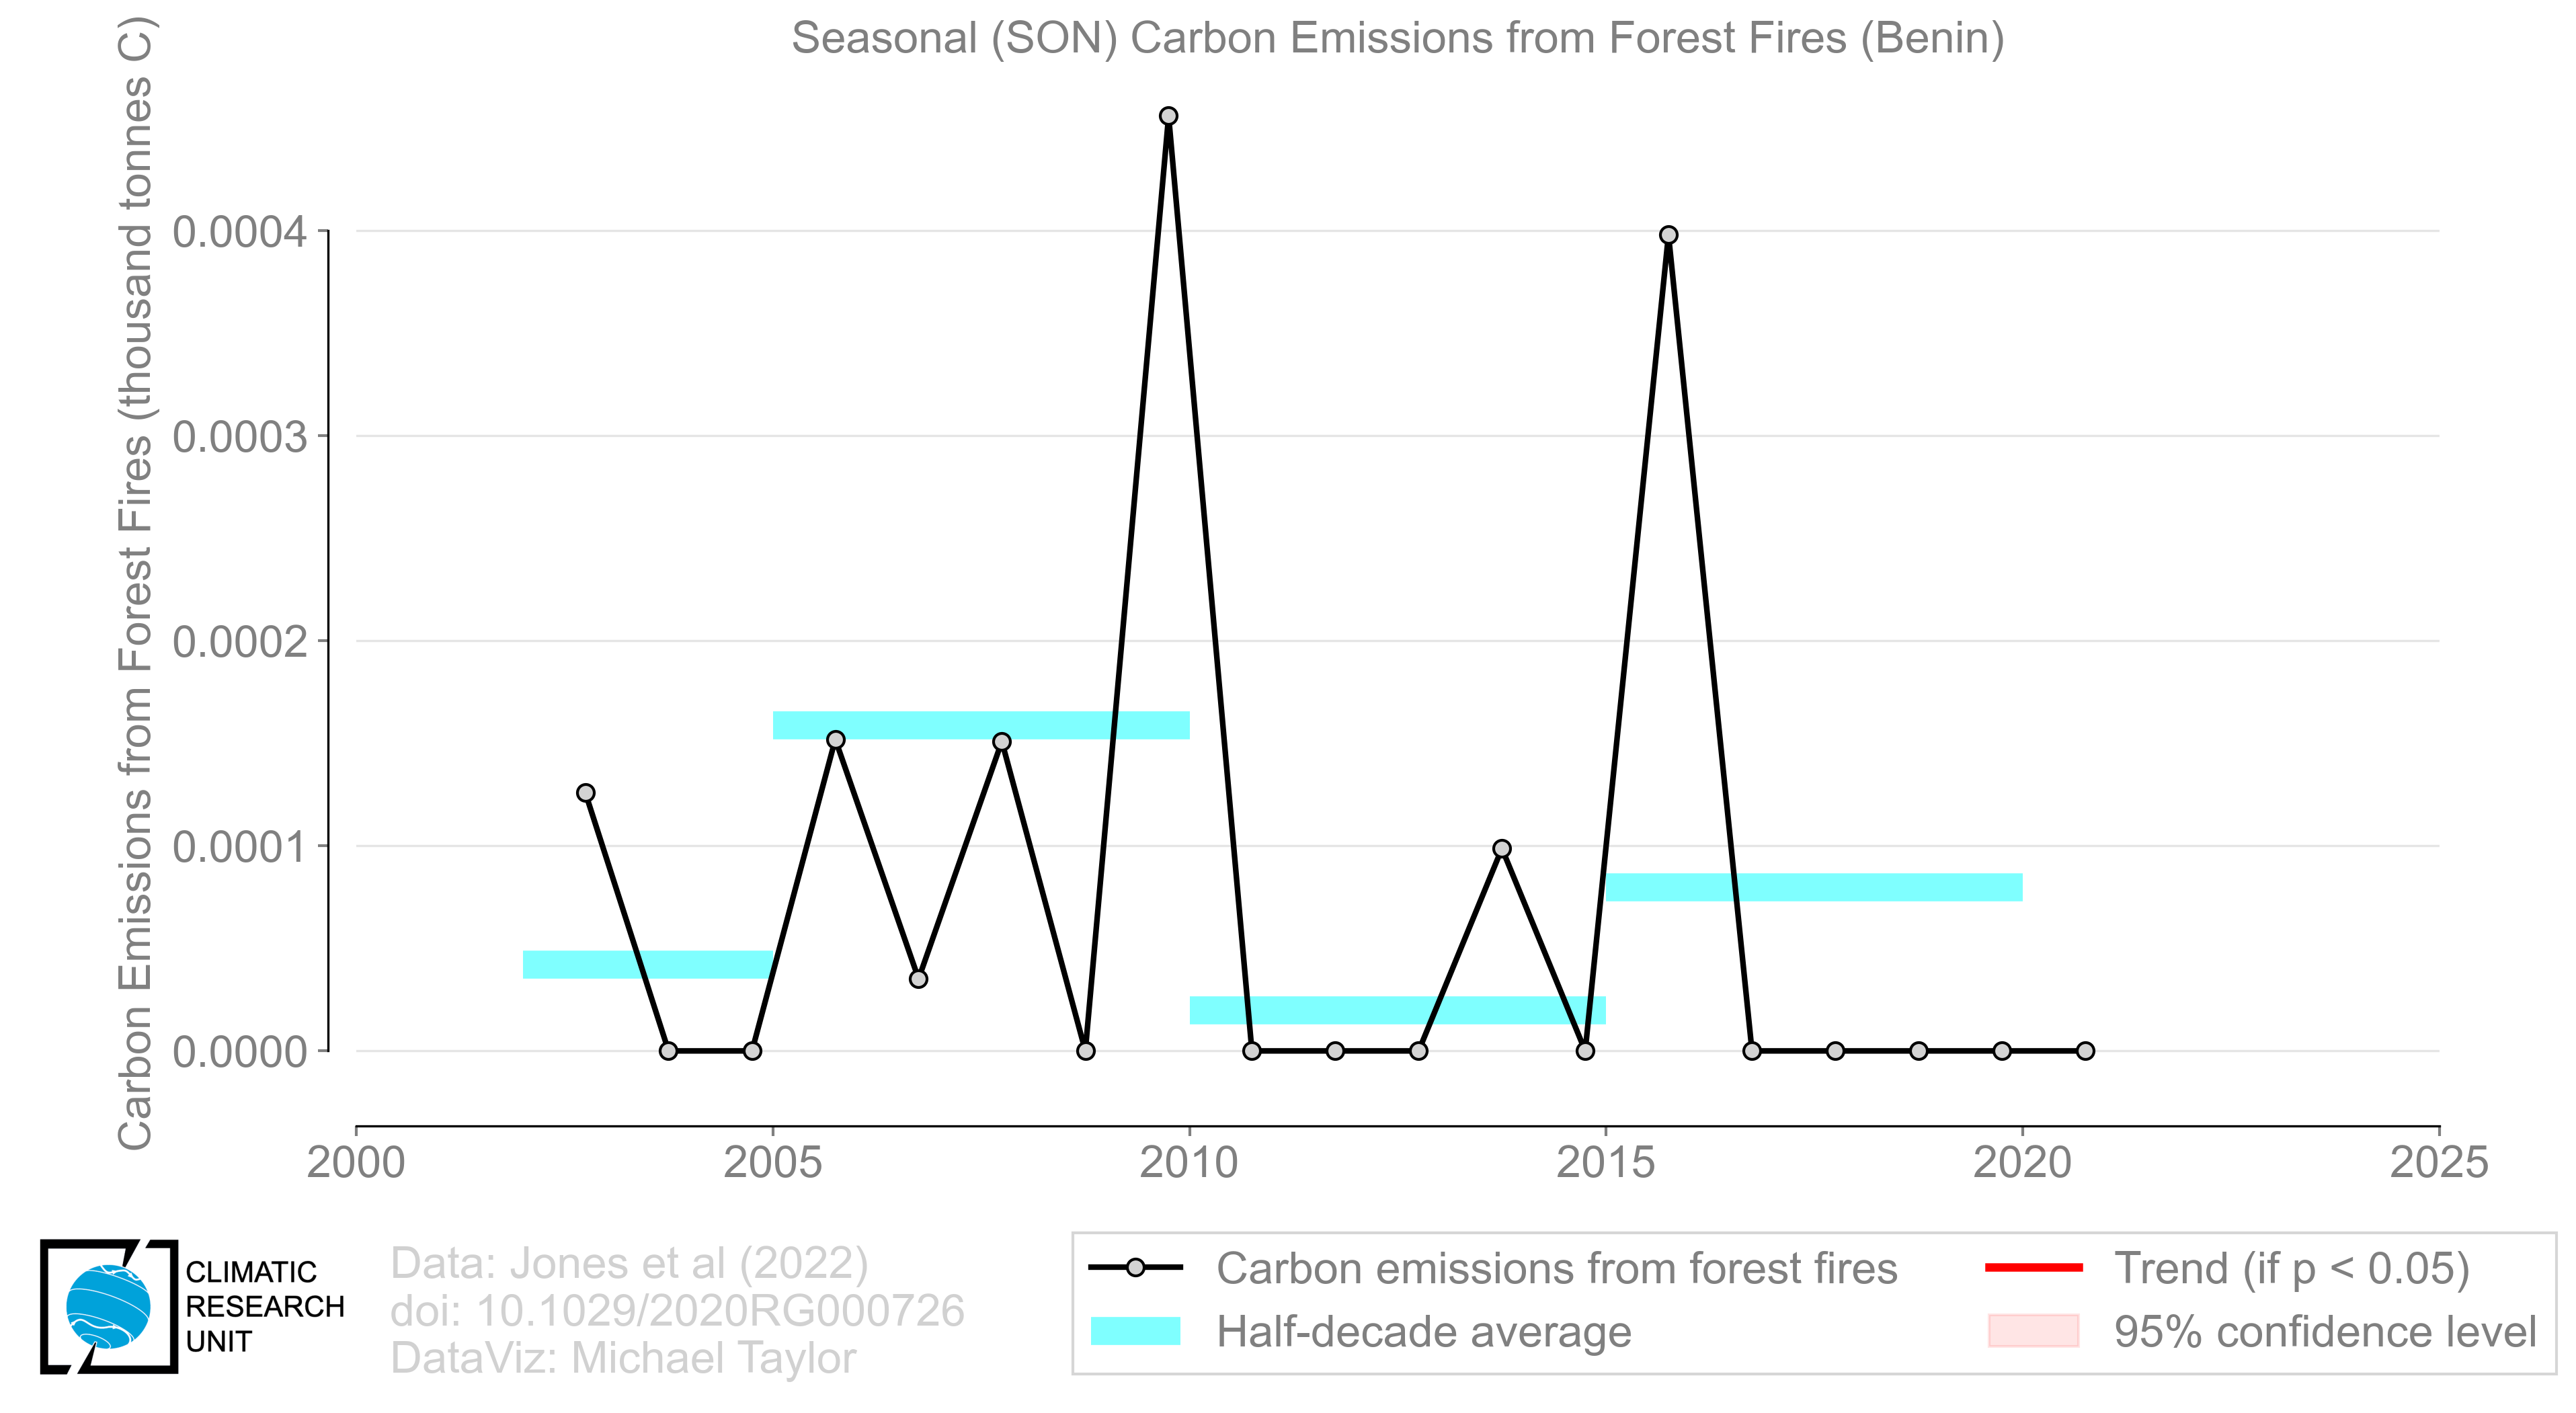 Seasonal (SON) Carbon Emissions from Forest Fires (Benin)
Carbon Emissions from Forest Fires (thousand tonnes C)
0.0004
0.0003
0.0002
0.0001
0.0000
2000 2005 2010 2015 2020 2025
CLIMATIC
RESEARCH
UNIT
Data: Jones et al (2022)
doi: 10.1029/2020RG000726
DataViz: Michael Taylor
Carbon emissions from forest fires
Half-decade average
Trend (if p < 0.05)
95% confidence level